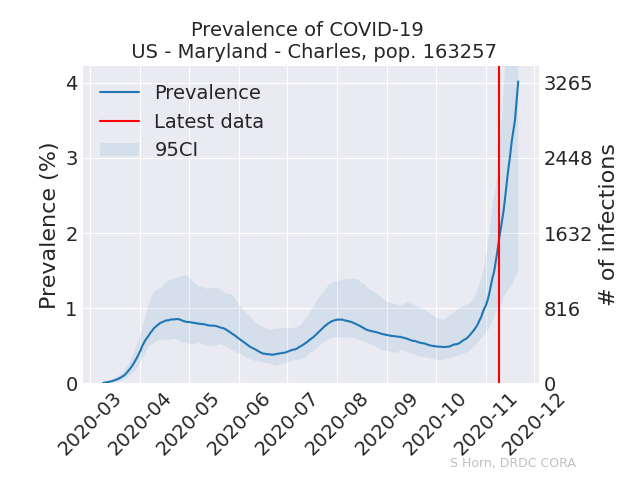 Prevalence of COVID-19
US - Maryland - Charles, pop. 163257
Prevalence
Latest data
95CI
Prevalence (%)
4
3
2
1
0
3265
2448
1632
816
0
# of infections
2020-03
2020-04
2020-05
2020-06
2020-07
2020-08
2020-09
2020-10
2020-11
2020-12
S Horn, DRDC CORA